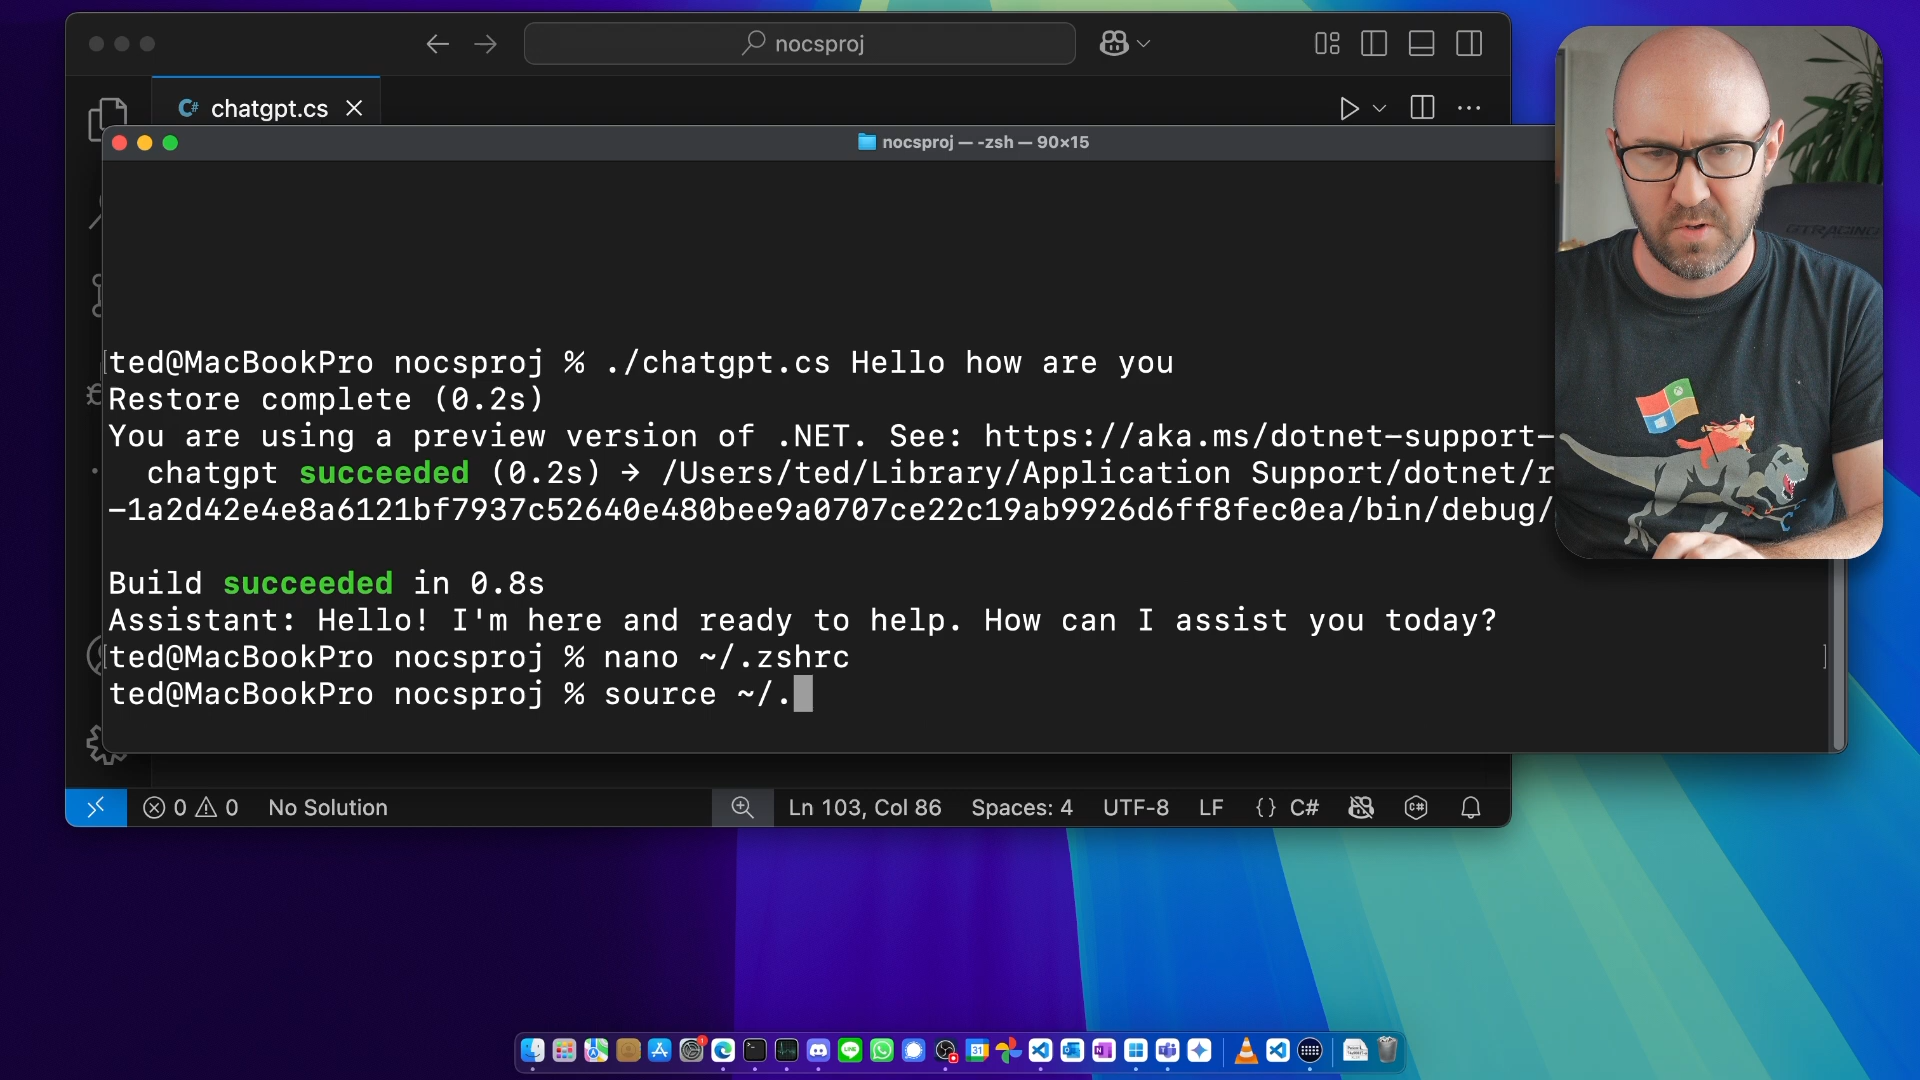 nocsproj
chatgpt.cs
nocsproj — -zsh — 90×15
ted@MacBookPro nocsproj % ./chatgpt.cs Hello how are you
Restore complete (0.2s)
You are using a preview version of .NET. See: https://aka.ms/dotnet-support-
chatgpt succeeded (0.2s) → /Users/ted/Library/Application Support/dotnet/r
-1a2d42e4e8a6121bf7937c52640e480bee9a0707ce22c19ab9926d6ff8fec0ea/bin/debug/
Build succeeded in 0.8s
Assistant: Hello! I'm here and ready to help. How can I assist you today?
ted@MacBookPro nocsproj % nano ~/.zshrc
ted@MacBookPro nocsproj % source ~/.
0 0 No Solution Ln 103, Col 86 Spaces: 4 UTF-8 LF {} C#
GTRACING